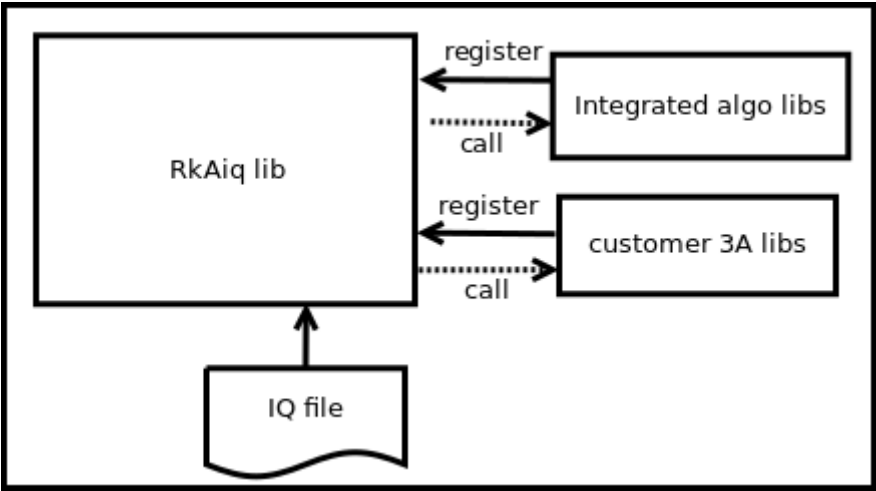 register
Integrated algo libs
call
RkAiq lib
register
customer 3A libs
call
IQ file